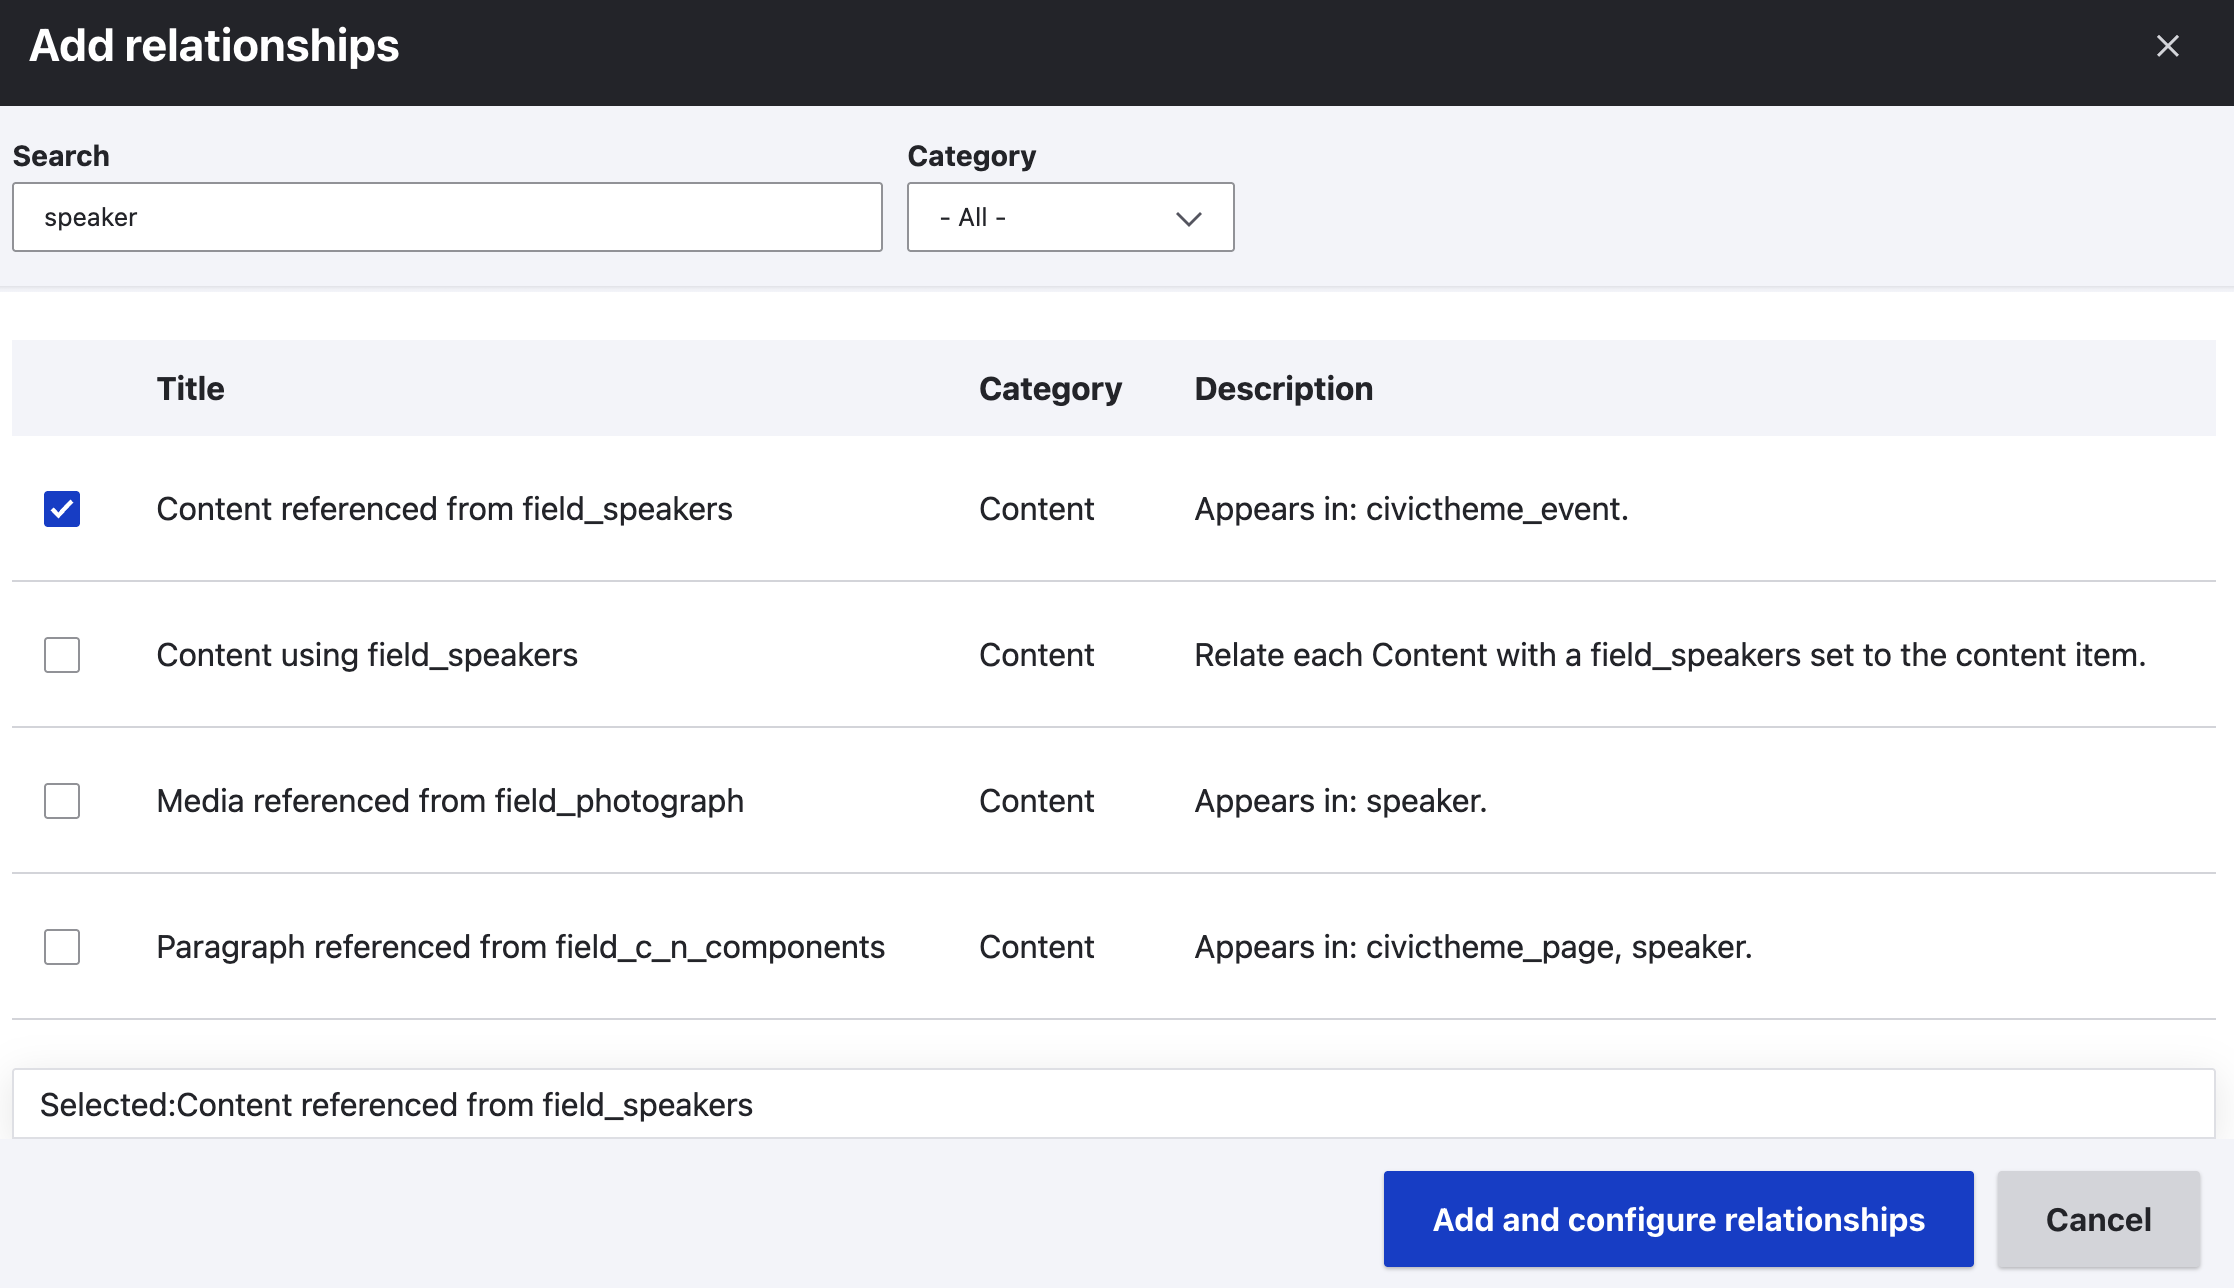 Add relationships
Search
Category
speaker
- All -
Title
Category
Description
Content referenced from field_speakers
Content
Appears in: civictheme_event.
Content using field_speakers
Content
Relate each Content with a field_speakers set to the content item.
Media referenced from field_photograph
Content
Appears in: speaker.
Paragraph referenced from field_c_n_components
Content
Appears in: civictheme_page, speaker.
Selected:Content referenced from field_speakers
Add and configure relationships
Cancel